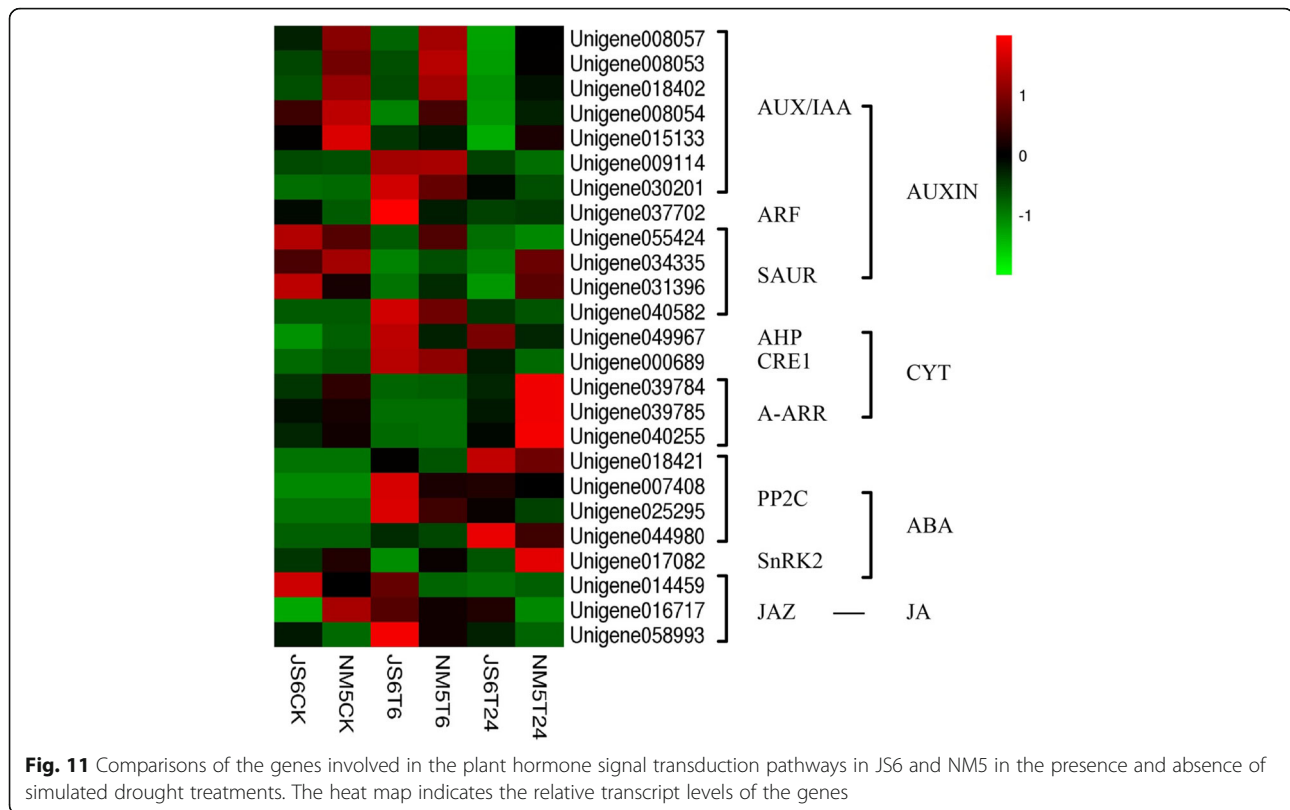 Unigene008057
Unigene008053
Unigene018402
Unigene008054
Unigene015133
Unigene009114
Unigene030201
Unigene037702
Unigene055424
Unigene034335
Unigene031396
Unigene040582
Unigene049967
Unigene000689
Unigene039784
Unigene039785
Unigene040255
Unigene018421
Unigene007408
Unigene025295
Unigene044980
Unigene017082
Unigene014459
Unigene016717
Unigene058993
AUX/IAA
ARF
SAUR
AHP
CRE1
A-ARR
PP2C
SnRK2
JAZ — JA
AUXIN
CYT
ABA
1
0
-1
JS6CK
NM5CK
JS6T6
NM5T6
JS6T24
NM5T24
Fig. 11 Comparisons of the genes involved in the plant hormone signal transduction pathways in JS6 and NM5 in the presence and absence of
simulated drought treatments. The heat map indicates the relative transcript levels of the genes